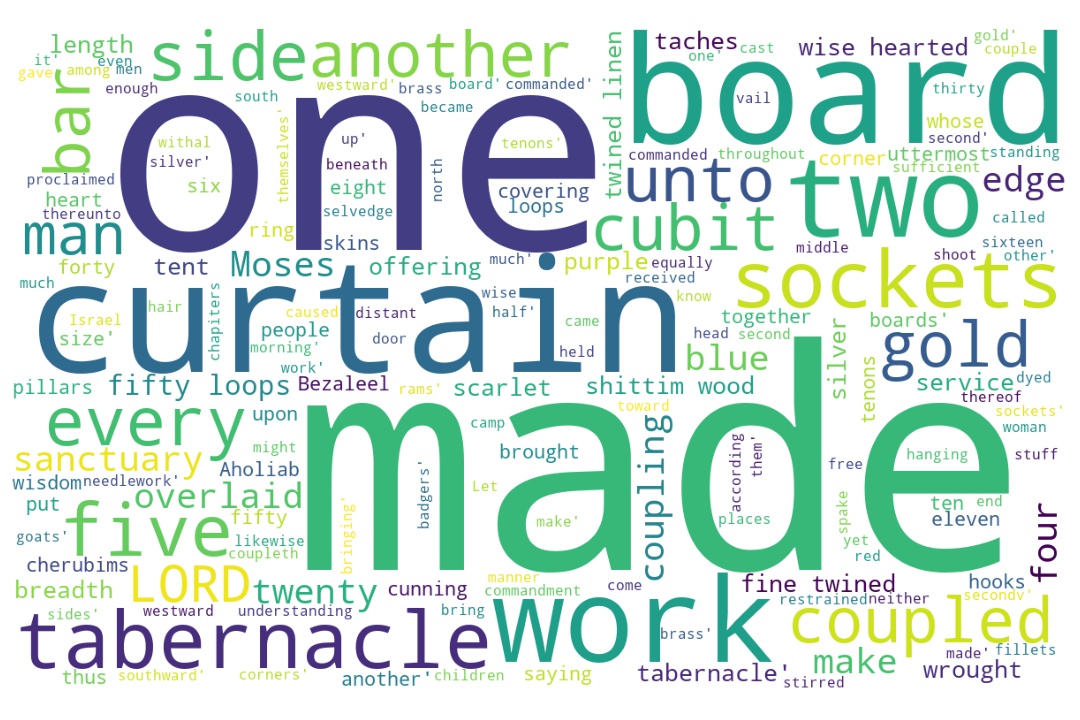 length
side
another
twined linen
board
taches
one'
cast
wise hearted
gold'
couple
it'
even
gave
among
men
enough
bar
one
south
westward'
brass
board'
commanded'
became
vail
thirty
whose
second'
withal
silver'
six
themselves'
up'
beneath
eight
selvedge
north
tenons'
covering
loops
commanded
throughout
corner
uttermost
standing
sufficient
proclaimed
heart
thereunto
unto
two
edge
man
ring
skins
cubit
middle
called
sixteen
other'
forty
tent
Moses
offering
much'
purple
equally
received
know
shoot
sockets
much
curtain
hair
Israel
size'
chapiters
caused
people
morning'
work'
distant
door
wise
half'
came
held
together
head
second
blue
silver
boards'
gold
tenons
service
dyed
thereof
sockets'
woman
pillars
fifty loops
Bezaleel
rams'
scarlet
shittim wood
toward
every
upon
might
made
camp
brought
coupling
according
them'
free
hanging
stuff
sanctuary
wisdom
needlework'
Aholiab
put
overlaid
five
fifty
likewise
coupleth
bringing'
badgers'
Let
make'
places
spake
yet
red
ten
end
eleven
four
goats'
cherubims
breadth
LORD
twenty
cunning
manner
commandment
come
fine twined
restrained
neither
hooks
secondv'
sides'
westward
understanding
bring
tabernacle
work
brass'
coupled
make
made'
fillets
wrought
thus
southward'
corners'
another'
children
saying
tabernacle'
stirred